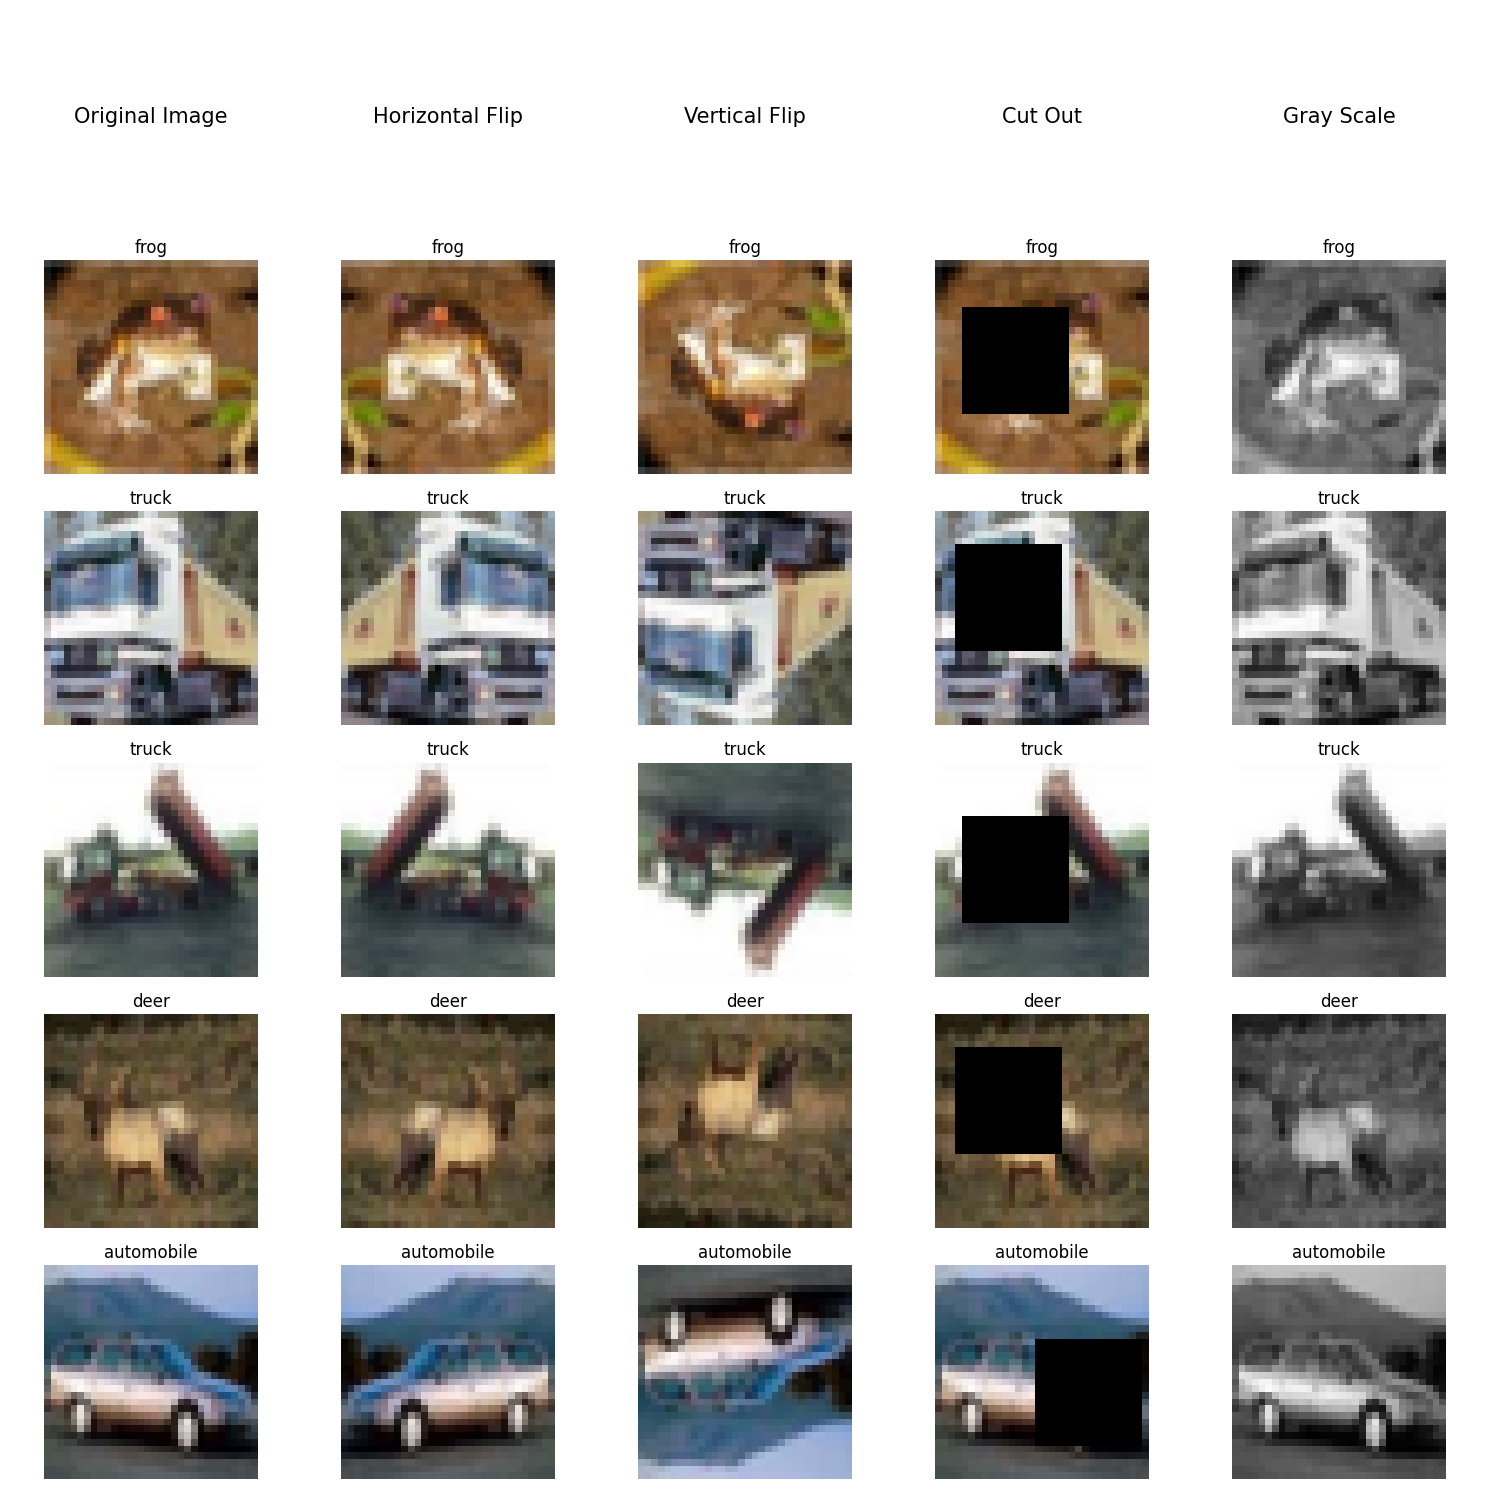 Original Image Horizontal Flip Vertical Flip Cut Out Gray Scale
frog frog frog frog frog
truck truck truck truck truck
truck truck truck truck truck
deer deer deer deer deer
automobile automobile automobile automobile automobile